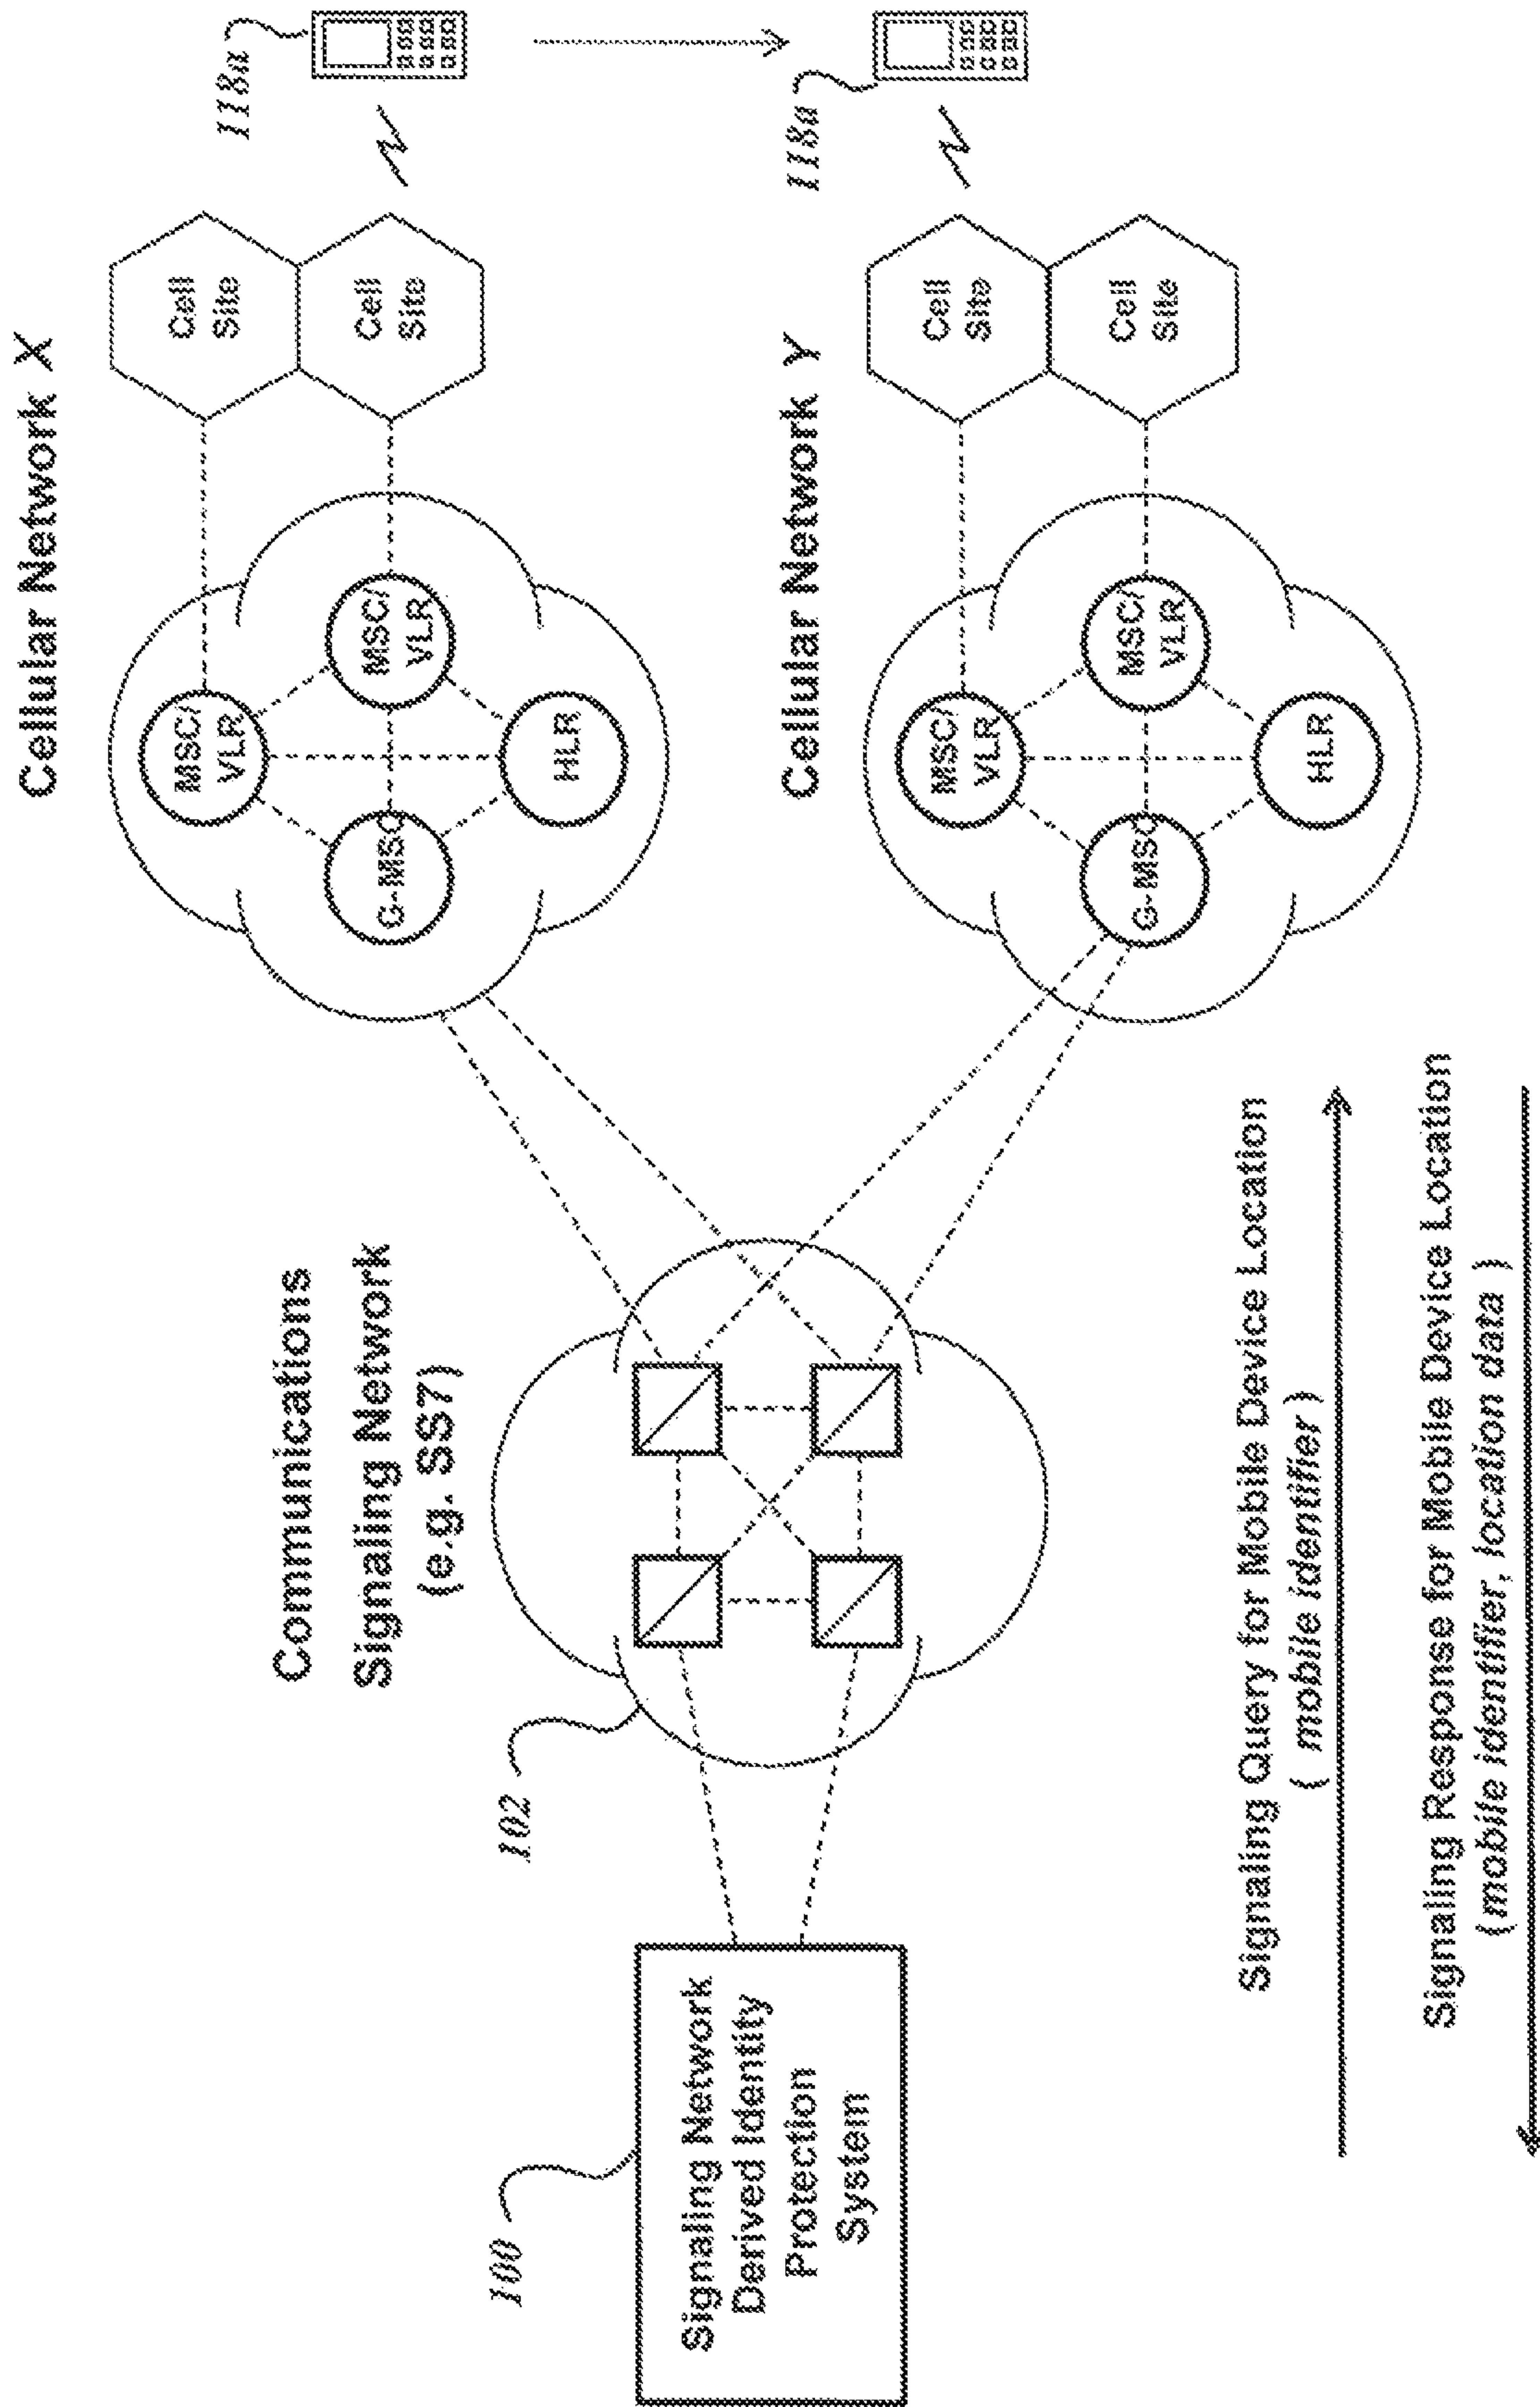 Cellular Network X
MSC/
VLR
MSC/
VLR
G-MSC
HLR
Cell
Site
Cell
Site
118a
Communications
Signaling Network
(e.g. SS7)
102
100
Signaling Network
Derived Identity
Protection
System
Cellular Network Y
MSC/
VLR
MSC/
VLR
G-MSC
HLR
Cell
Site
Cell
Site
118a
Signaling Query for Mobile Device Location
( mobile identifier )
Signaling Response for Mobile Device Location
(mobile identifier, location data )